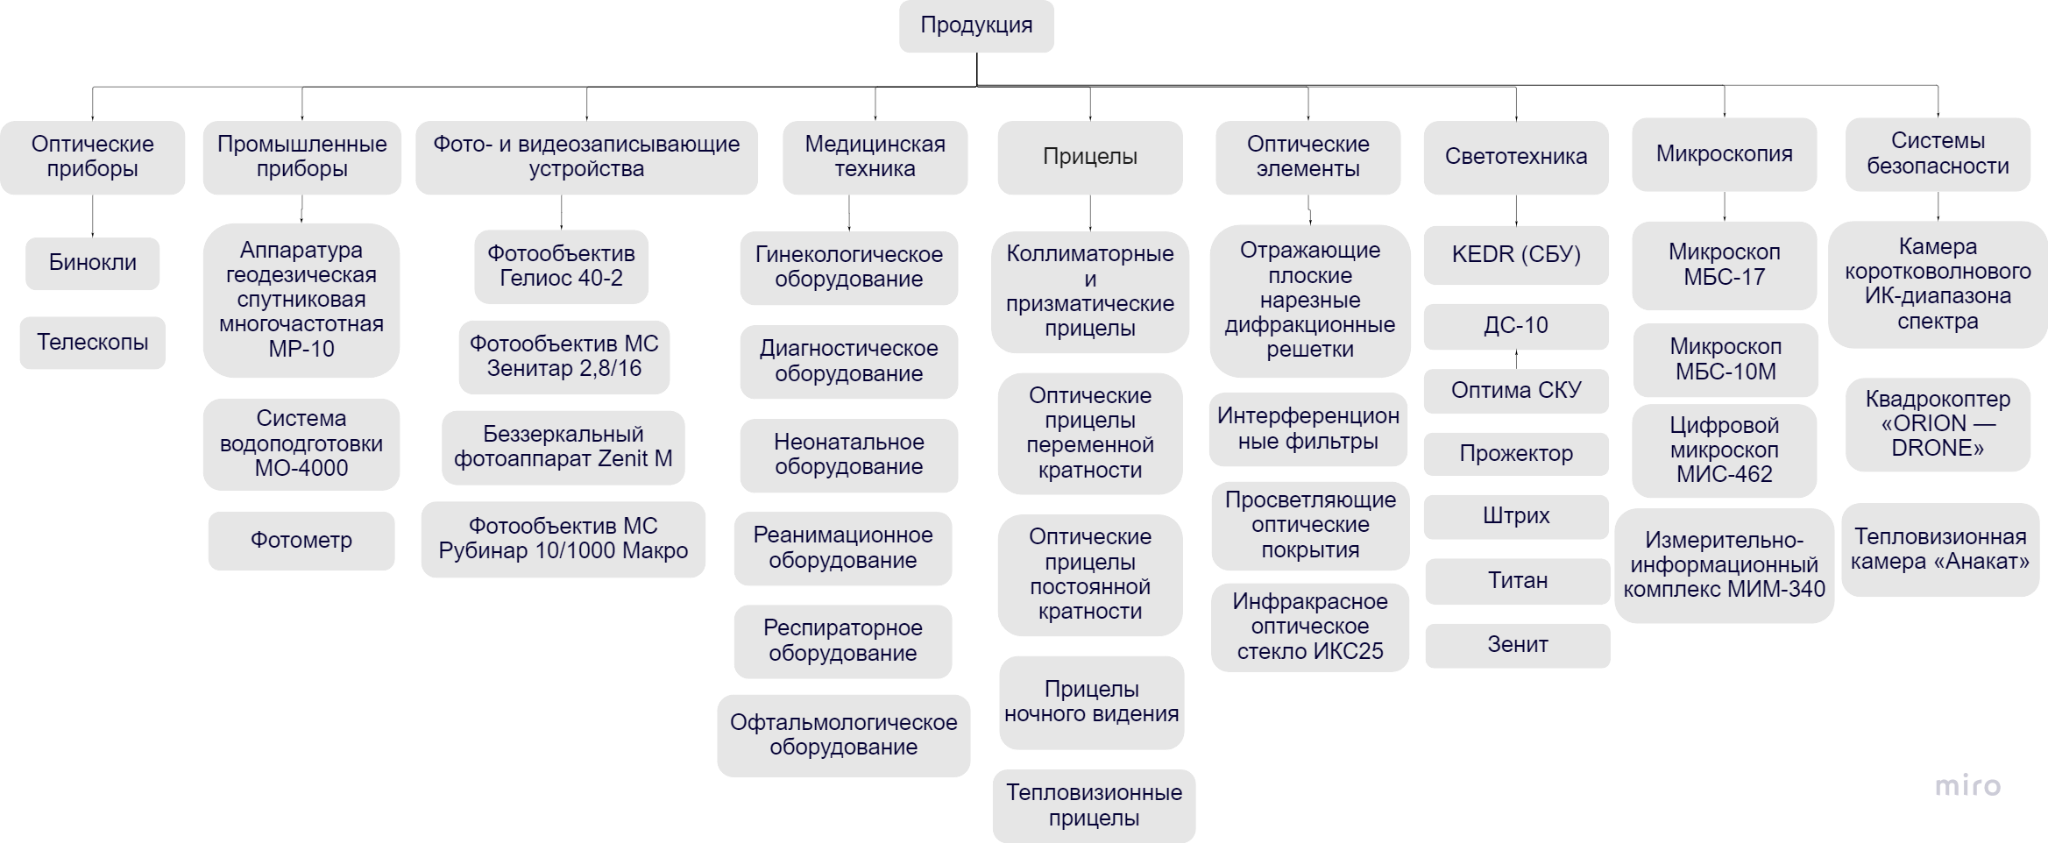 Продукция
Оптические
приборы
Бинокли
Телескопы
Промышленные
приборы
Аппаратура
геодезическая
спутниковая
многочастотная
МР-10
Система
водоподготовки
МО-4000
Фотометр
Фото- и видеозаписывающие
устройства
Фотообъектив
Гелиос 40-2
Фотообъектив МС
Зенитар 2,8/16
Беззеркальный
фотоаппарат Zenit M
Фотообъектив МС
Рубинар 10/1000 Макро
Медицинская
техника
Гинекологическое
оборудование
Диагностическое
оборудование
Неонатальное
оборудование
Реанимационное
оборудование
Респираторное
оборудование
Офтальмологическое
оборудование
Прицелы
Коллиматорные
и
призматические
прицелы
Оптические
прицелы
переменной
кратности
Оптические
прицелы
постоянной
кратности
Прицелы
ночного видения
Тепловизионные
прицелы
Оптические
элементы
Отражающие
плоские
нарезные
дифракционные
решетки
Интерференцион
ные фильтры
Просветляющие
оптические
покрытия
Инфракрасное
оптическое
стекло ИКС25
Светотехника
KEDR (СБУ)
ДС-10
Оптима СКУ
Прожектор
Штрих
Титан
Зенит
Микроскопия
Микроскоп
МБС-17
Микроскоп
МБС-10М
Цифровой
микроскоп
МИС-462
Измерительно-
информационный
комплекс МИМ-340
Системы
безопасности
Камера
коротковолнового
ИК-диапазона
спектра
Квадрокоптер
«ORION —
DRONE»
Тепловизионная
камера «Анакат»
miro